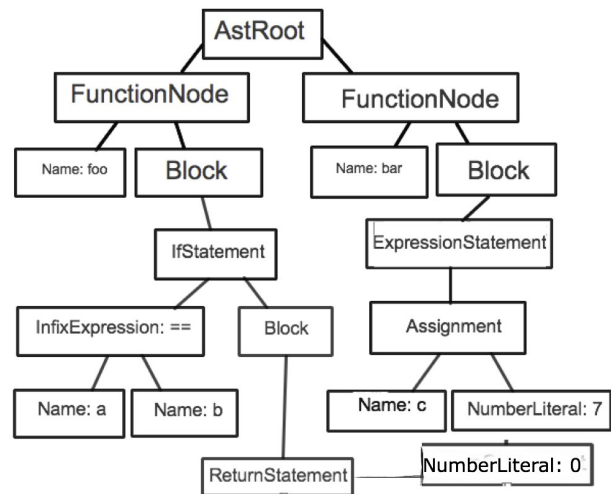 AstRoot
FunctionNode
FunctionNode
Name: foo
Block
Name: bar
Block
IfStatement
ExpressionStatement
InfixExpression: ==
Block
Assignment
Name: a
Name: b
Name: c
NumberLiteral: 7
ReturnStatement
NumberLiteral: 0